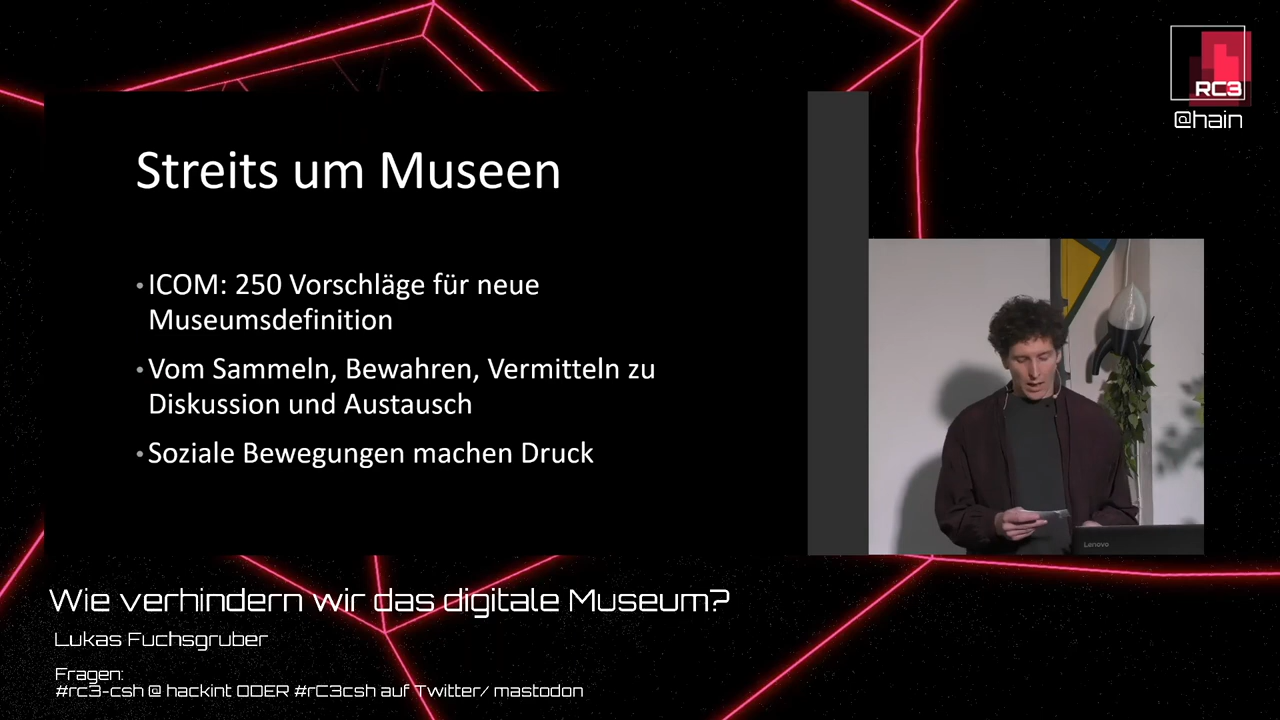 RC3
@hain
Streits um Museen
• ICOM: 250 Vorschläge für neue
Museumsdefinition
• Vom Sammeln, Bewahren, Vermitteln zu
Diskussion und Austausch
• Soziale Bewegungen machen Druck
Lenovo
Wie verhindern wir das digitale Museum?
Lukas Fuchsgruber
Fragen:
#rc3-csh @ hackint ODER #rC3csh auf Twitter/ mastodon